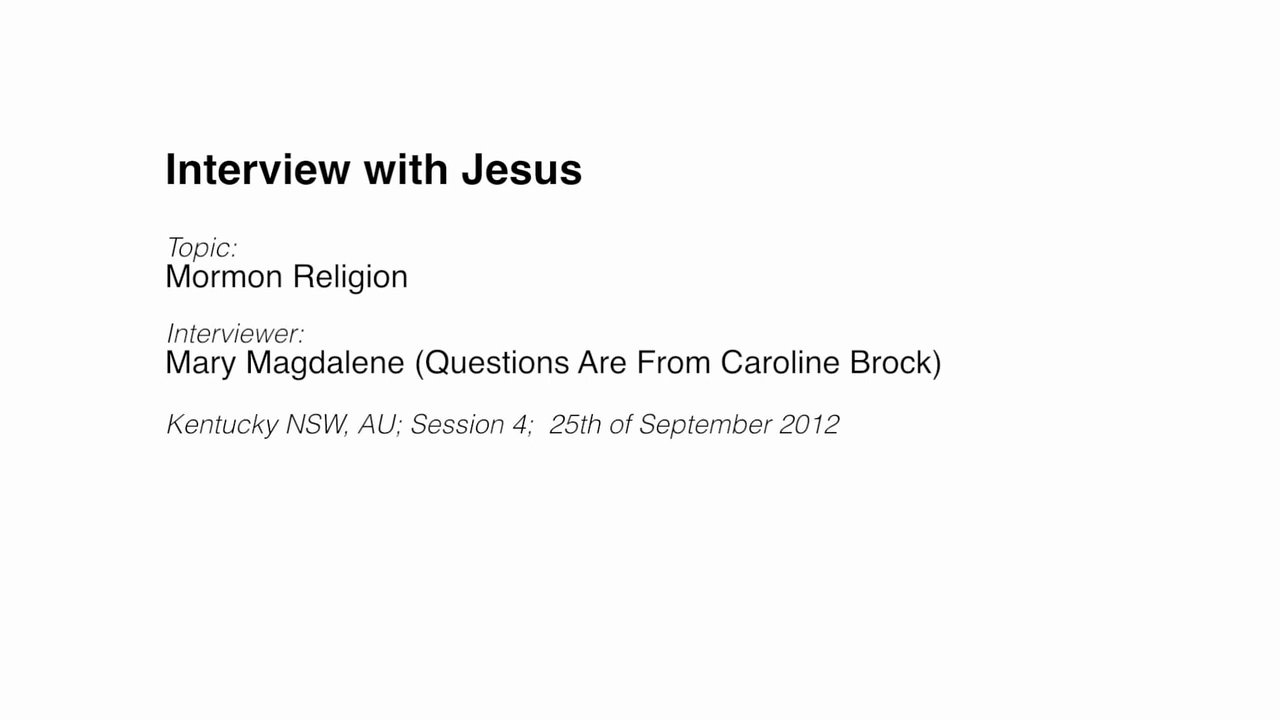 Interview with Jesus
Topic:
Mormon Religion
Interviewer:
Mary Magdalene (Questions Are From Caroline Brock)
Kentucky NSW, AU; Session 4; 25th of September 2012